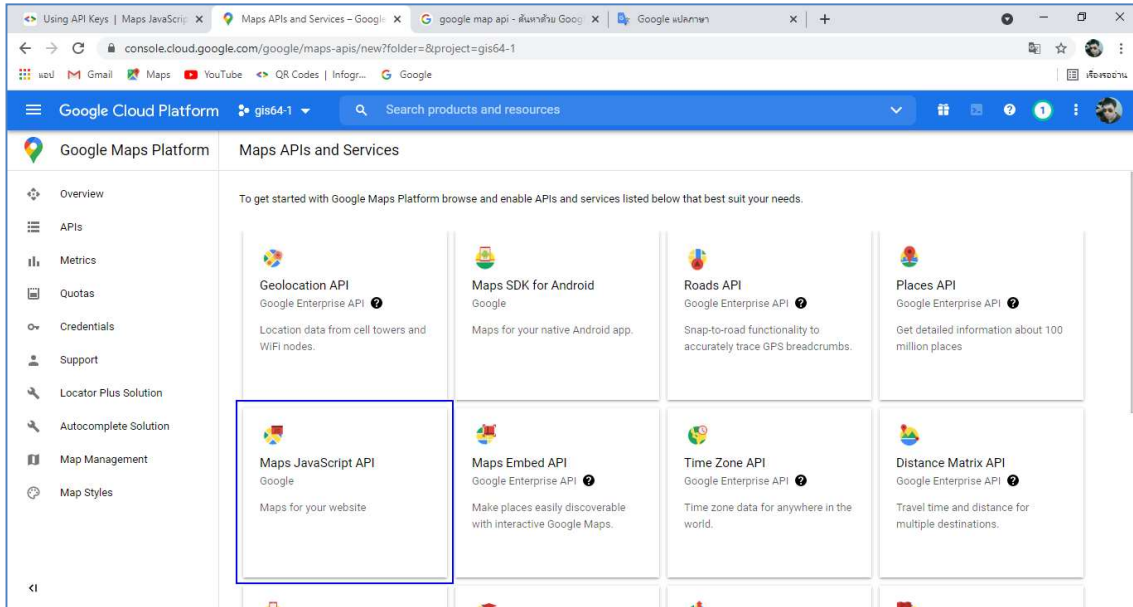 Using API Keys | Maps JavaScrip
Maps APIs and Services – Google
google map api - ค้นหาด้วย Goog
Google แปลภาษา
console.cloud.google.com/google/maps-apis/new?folder=&project=gis64-1
แอป
Gmail
Maps
YouTube
QR Codes | Infogr...
Google
เรื่องรออ่าน
Google Cloud Platform
gis64-1
Search products and resources
1
Google Maps Platform
Maps APIs and Services
Overview
APIs
Metrics
Quotas
Credentials
Support
Locator Plus Solution
Autocomplete Solution
Map Management
Map Styles
To get started with Google Maps Platform browse and enable APIs and services listed below that best suit your needs.
Geolocation API
Google Enterprise API
Location data from cell towers and
WiFi nodes.
Maps SDK for Android
Google
Maps for your native Android app.
Roads API
Google Enterprise API
Snap-to-road functionality to
accurately trace GPS breadcrumbs.
Places API
Google Enterprise API
Get detailed information about 100
million places
Maps JavaScript API
Google
Maps for your website
Maps Embed API
Google Enterprise API
Make places easily discoverable
with interactive Google Maps.
Time Zone API
Google Enterprise API
Time zone data for anywhere in the
world.
Distance Matrix API
Google Enterprise API
Travel time and distance for
multiple destinations.